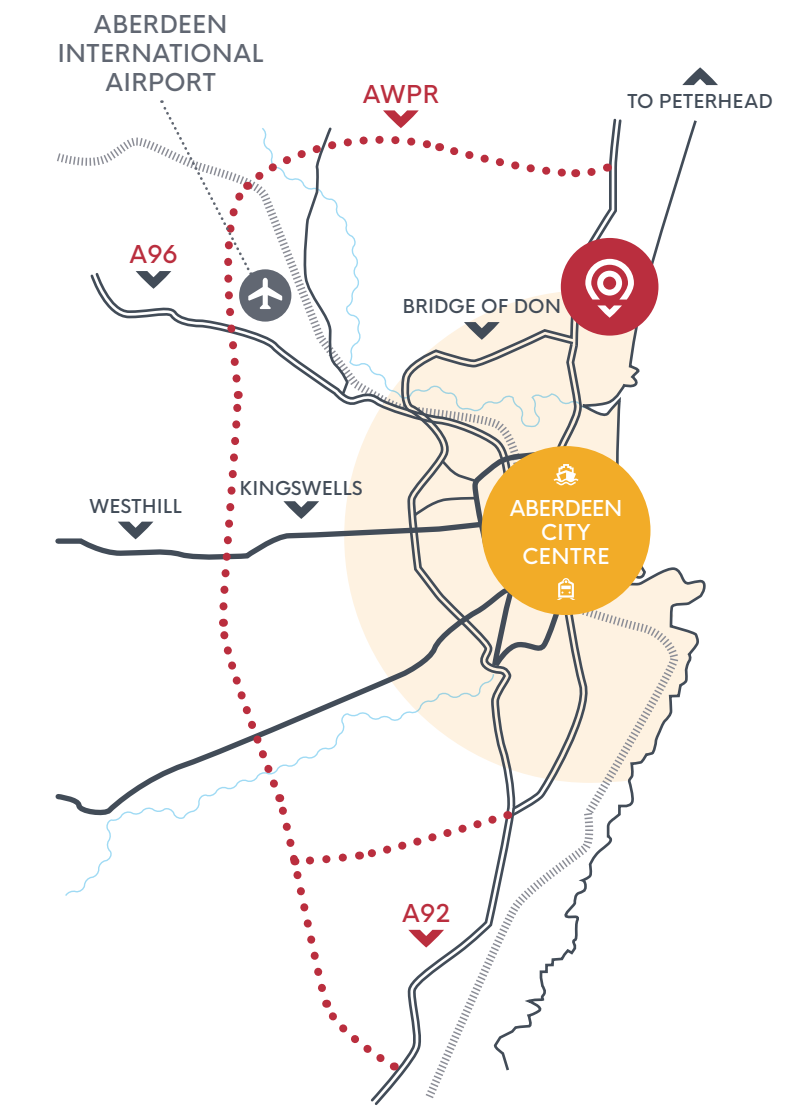 ABERDEEN
INTERNATIONAL
AIRPORT
AWPR
TO PETERHEAD
A96
BRIDGE OF DON
KINGSWELLS
WESTHILL
ABERDEEN
CITY
CENTRE
A92